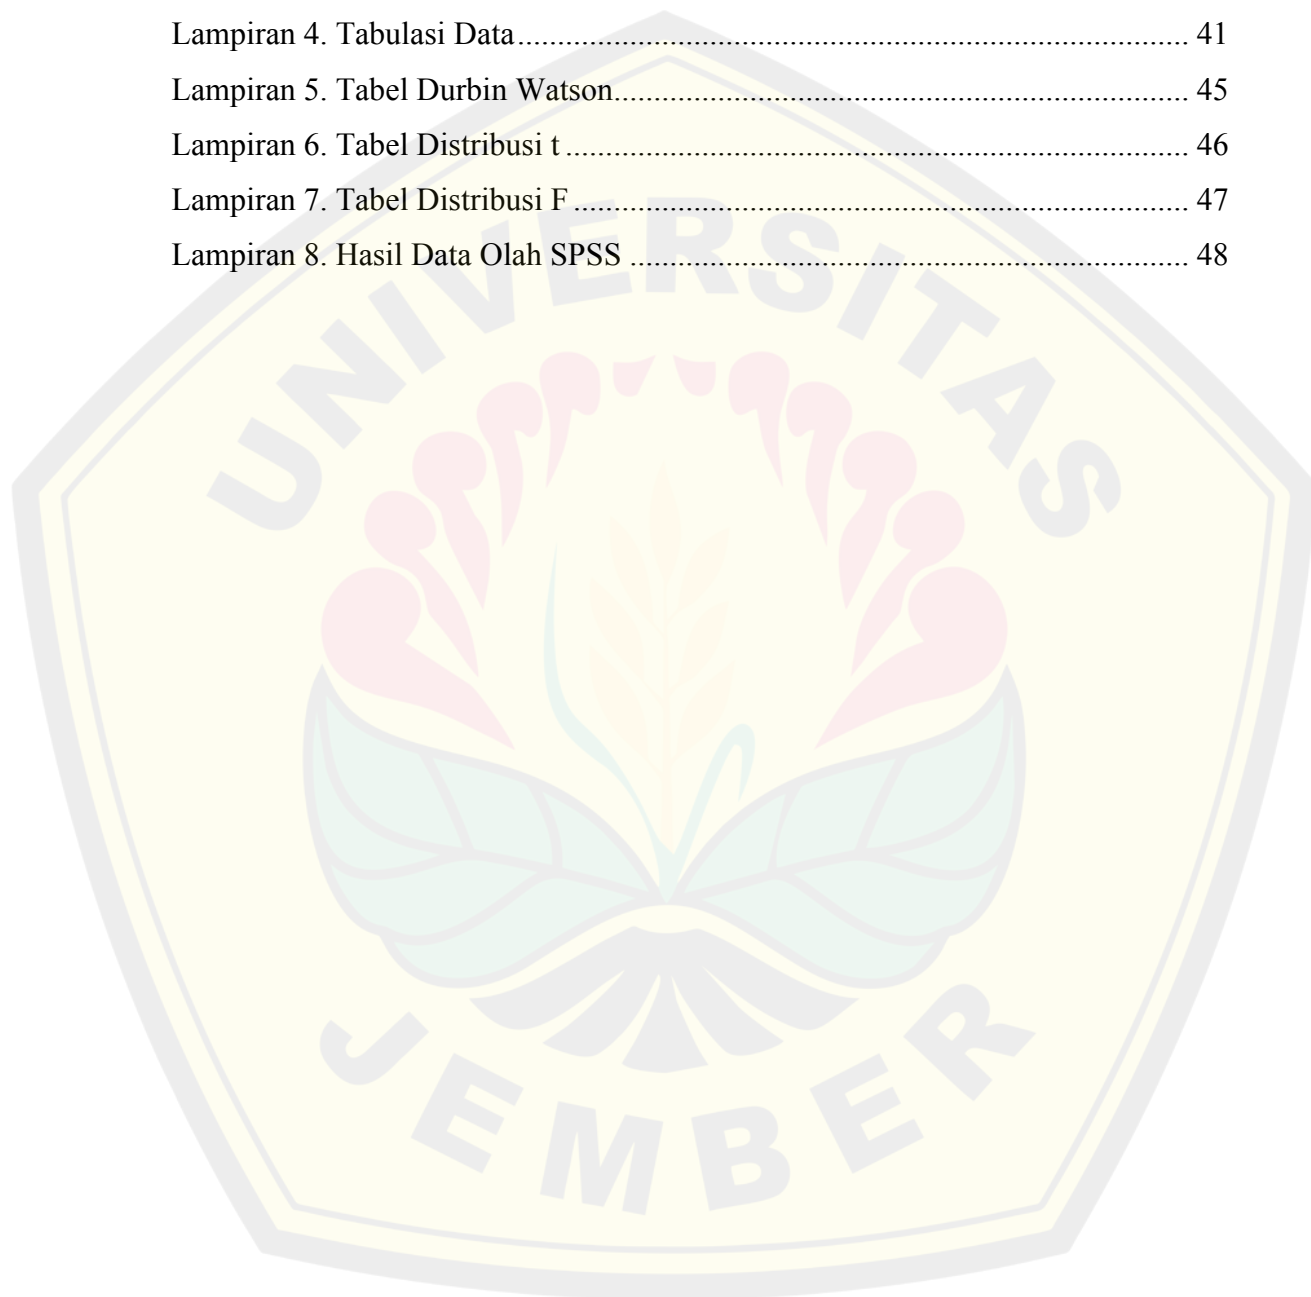 Lampiran 4. Tabulasi Data.................................................................................... 41
Lampiran 5. Tabel Durbin Watson........................................................................ 45
Lampiran 6. Tabel Distribusi t .............................................................................. 46
Lampiran 7. Tabel Distribusi F ............................................................................. 47
Lampiran 8. Hasil Data Olah SPSS ...................................................................... 48
UNIVERSITAS
JEMBER